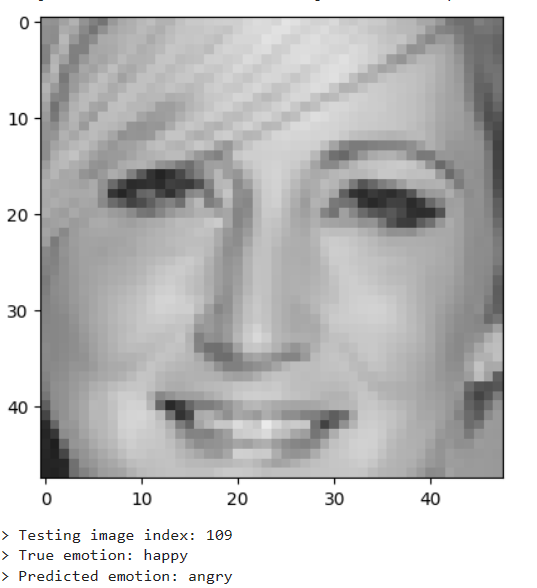 0
10
20
30
40
0 10 20 30 40
> Testing image index: 109
> True emotion: happy
> Predicted emotion: angry